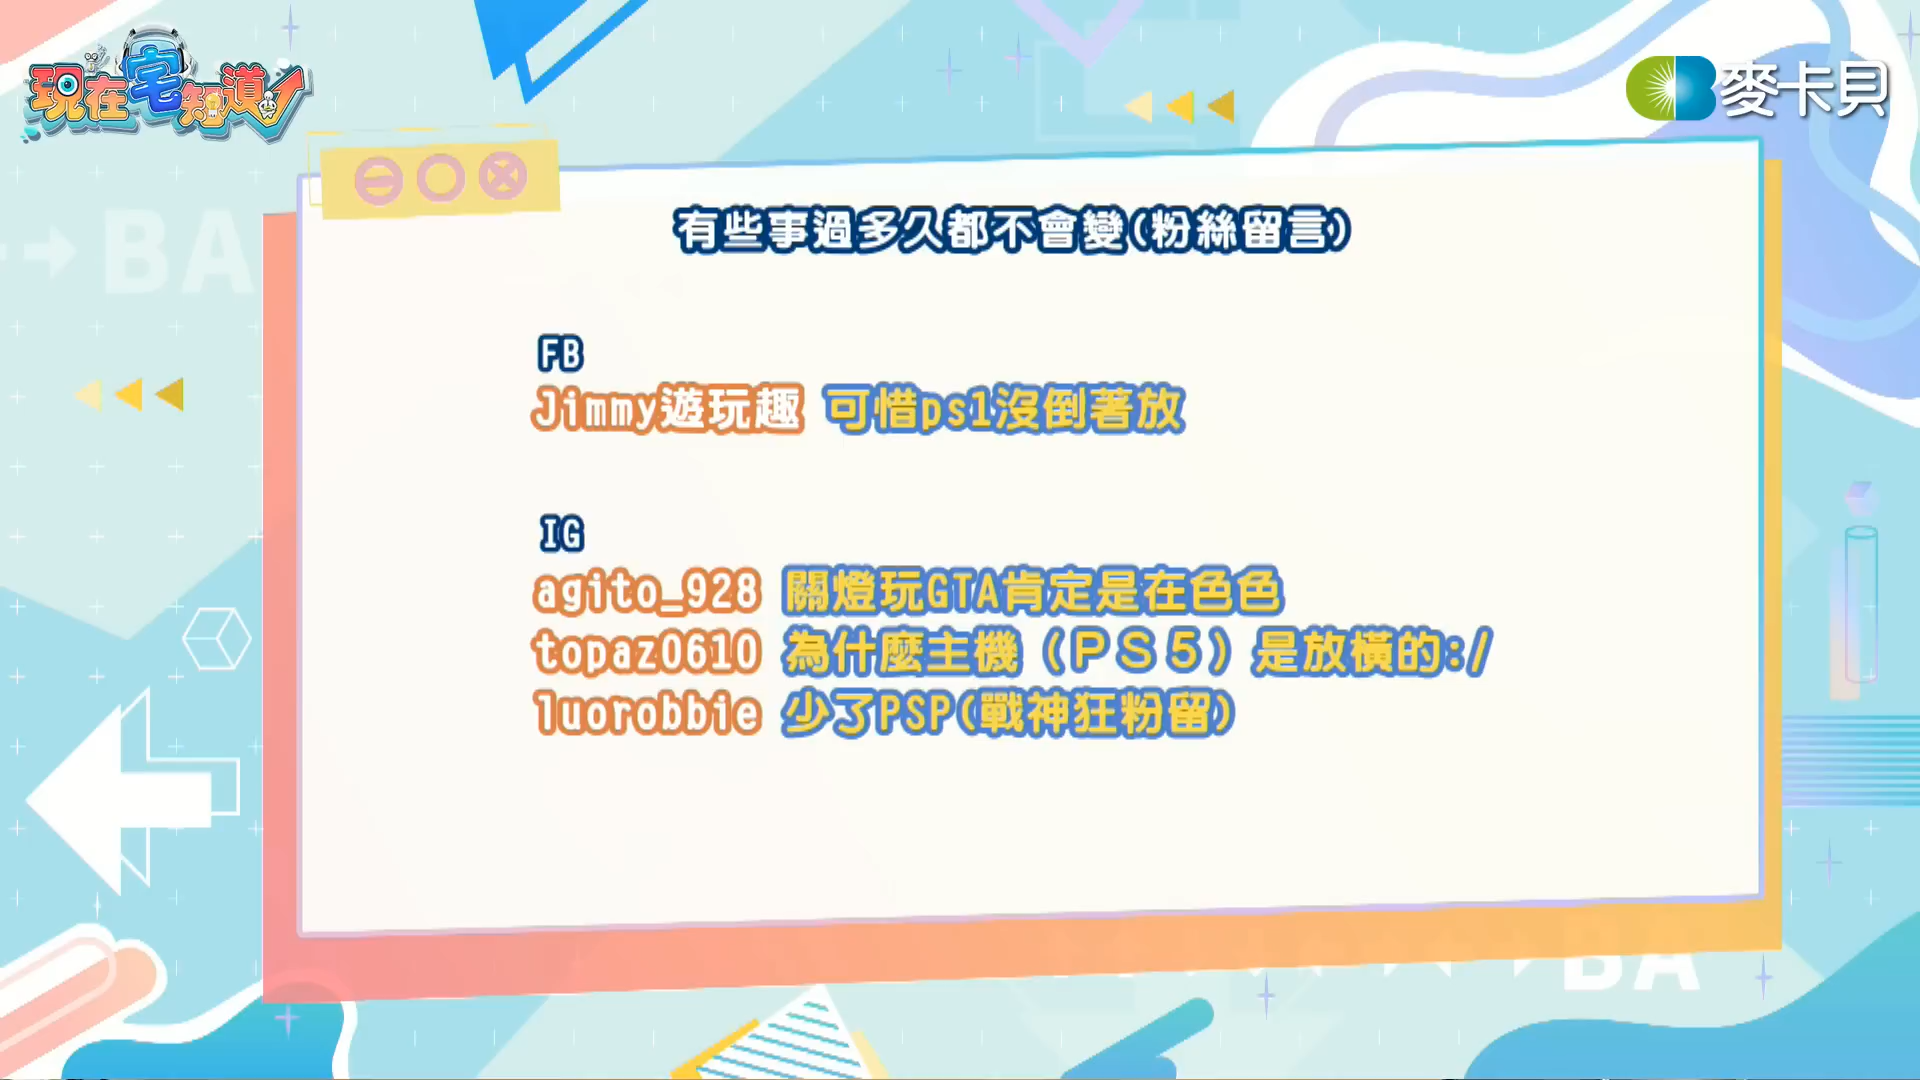 現在宅知道
麥卡貝
BA
有些事過多久都不會變(粉絲留言)
FB
Jimmy遊玩趣 可惜ps1沒倒著放
IG
agito_928 關燈玩GTA肯定是在色色
topaz0610 為什麼主機（ＰＳ５）是放橫的:/
luorobbie 少了PSP(戰神狂粉留)
BA